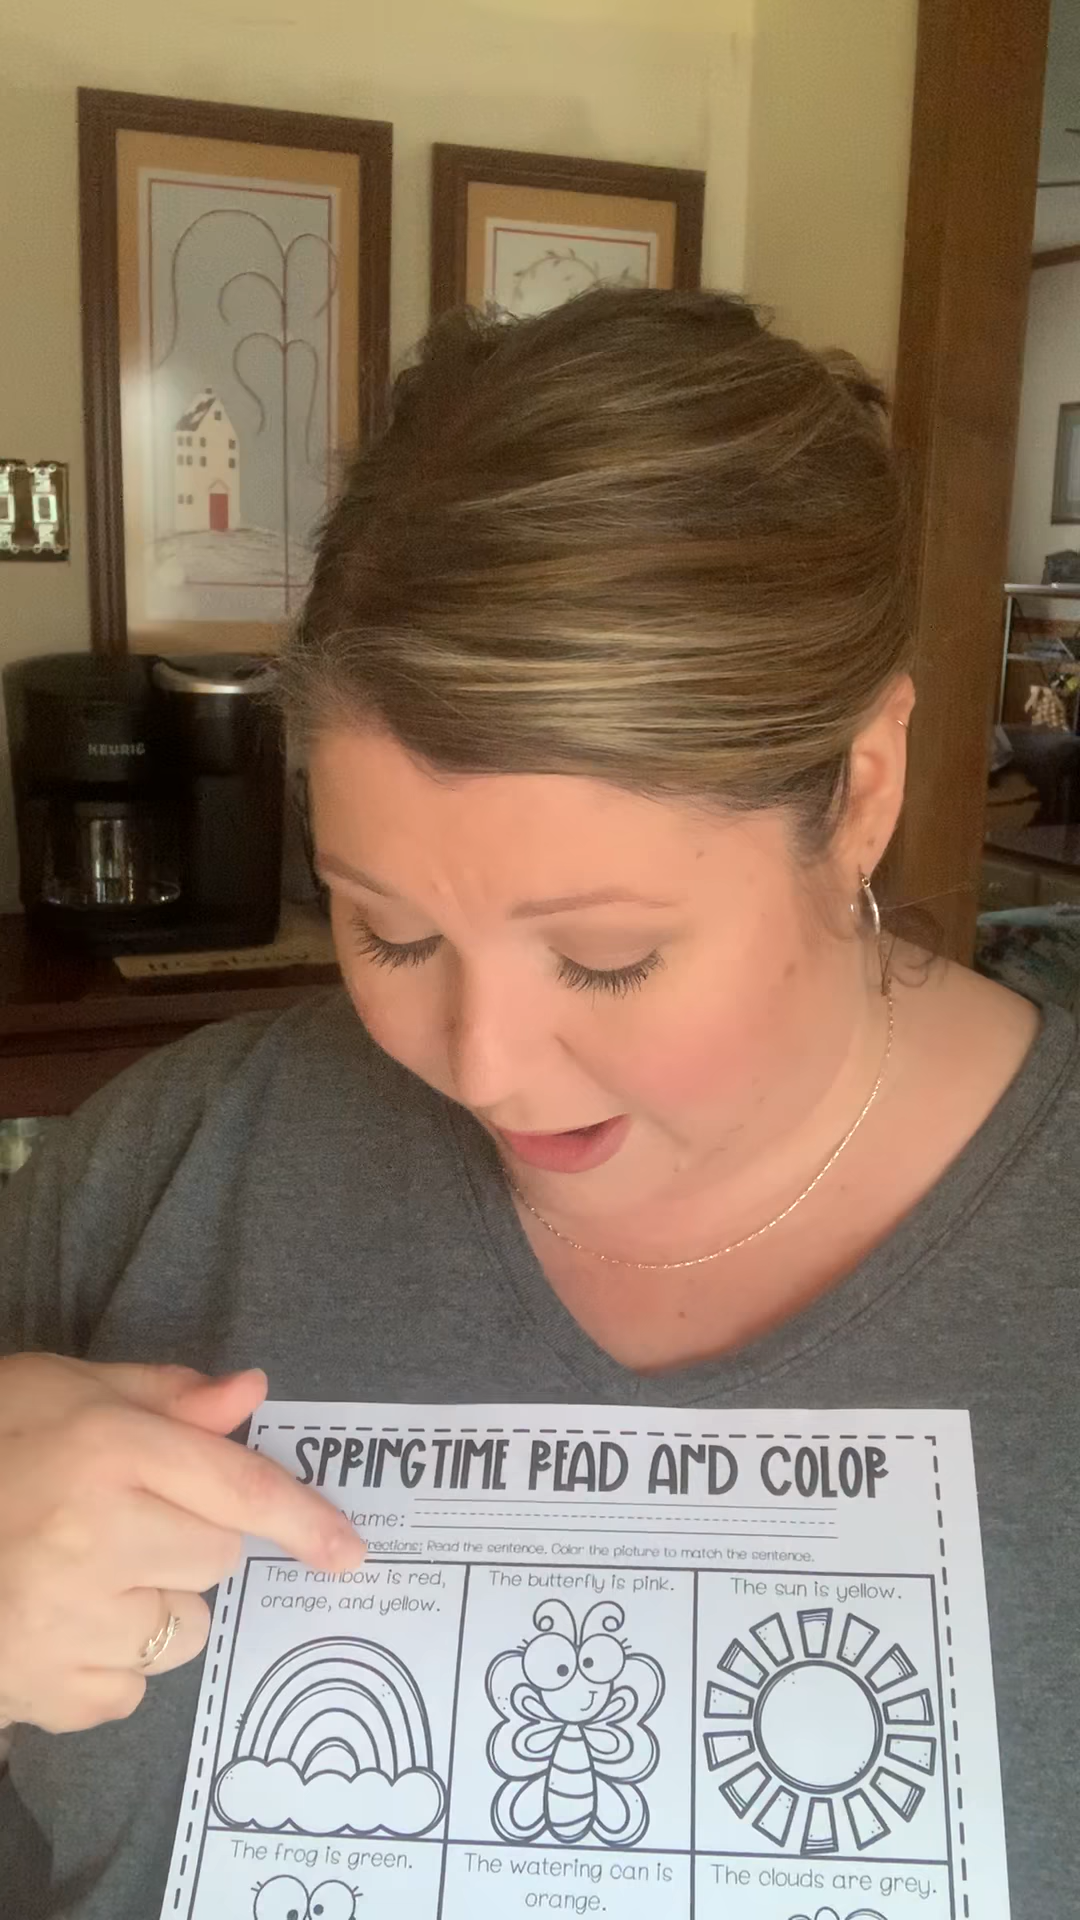 KEURIG
SPRINGTIME READ AND COLOR
Name:
Directions: Read the sentence. Color the picture to match the sentence.
The rainbow is red,
orange, and yellow.
The butterfly is pink.
The sun is yellow.
The frog is green.
The watering can is
orange.
The clouds are grey.